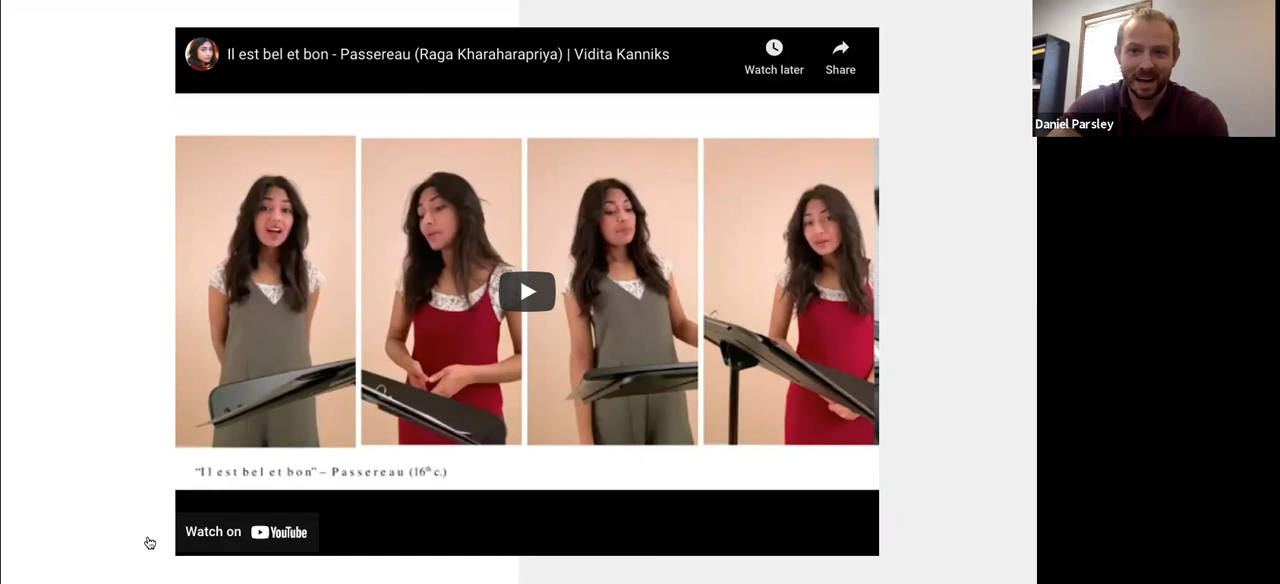 Il est bel et bon - Passereau (Raga Kharaharapriya) | Vidita Kanniks
Watch later
Share
Daniel Parsley
"Il est bel et bon" – Passereau (16th c.)
Watch on YouTube